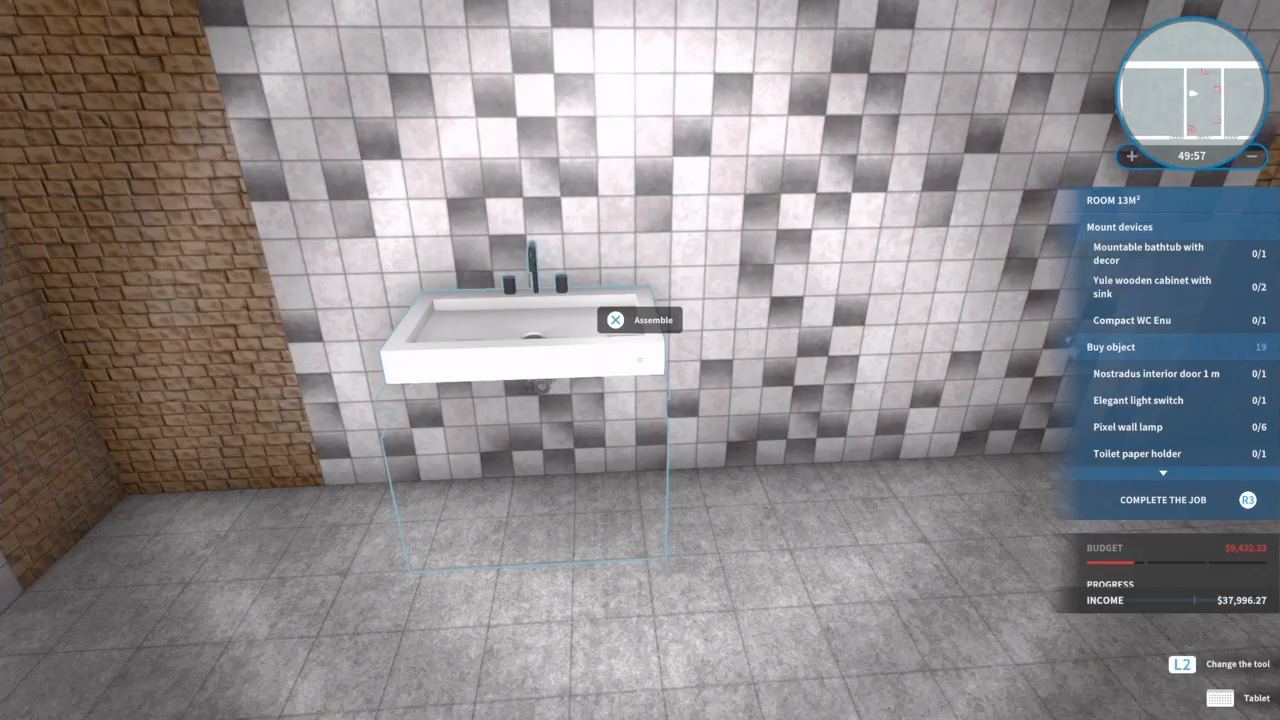 + 49:57 −
ROOM 13M²
Mount devices
Mountable bathtub with
decor 0/1
Yule wooden cabinet with
sink 0/2
Compact WC Enu 0/1
Buy object 19
Nostradus interior door 1 m 0/1
Elegant light switch 0/1
Pixel wall lamp 0/6
Toilet paper holder 0/1
Assemble
COMPLETE THE JOB R3
BUDGET $9,432.33
PROGRESS
INCOME $37,996.27
L2 Change the tool
Tablet